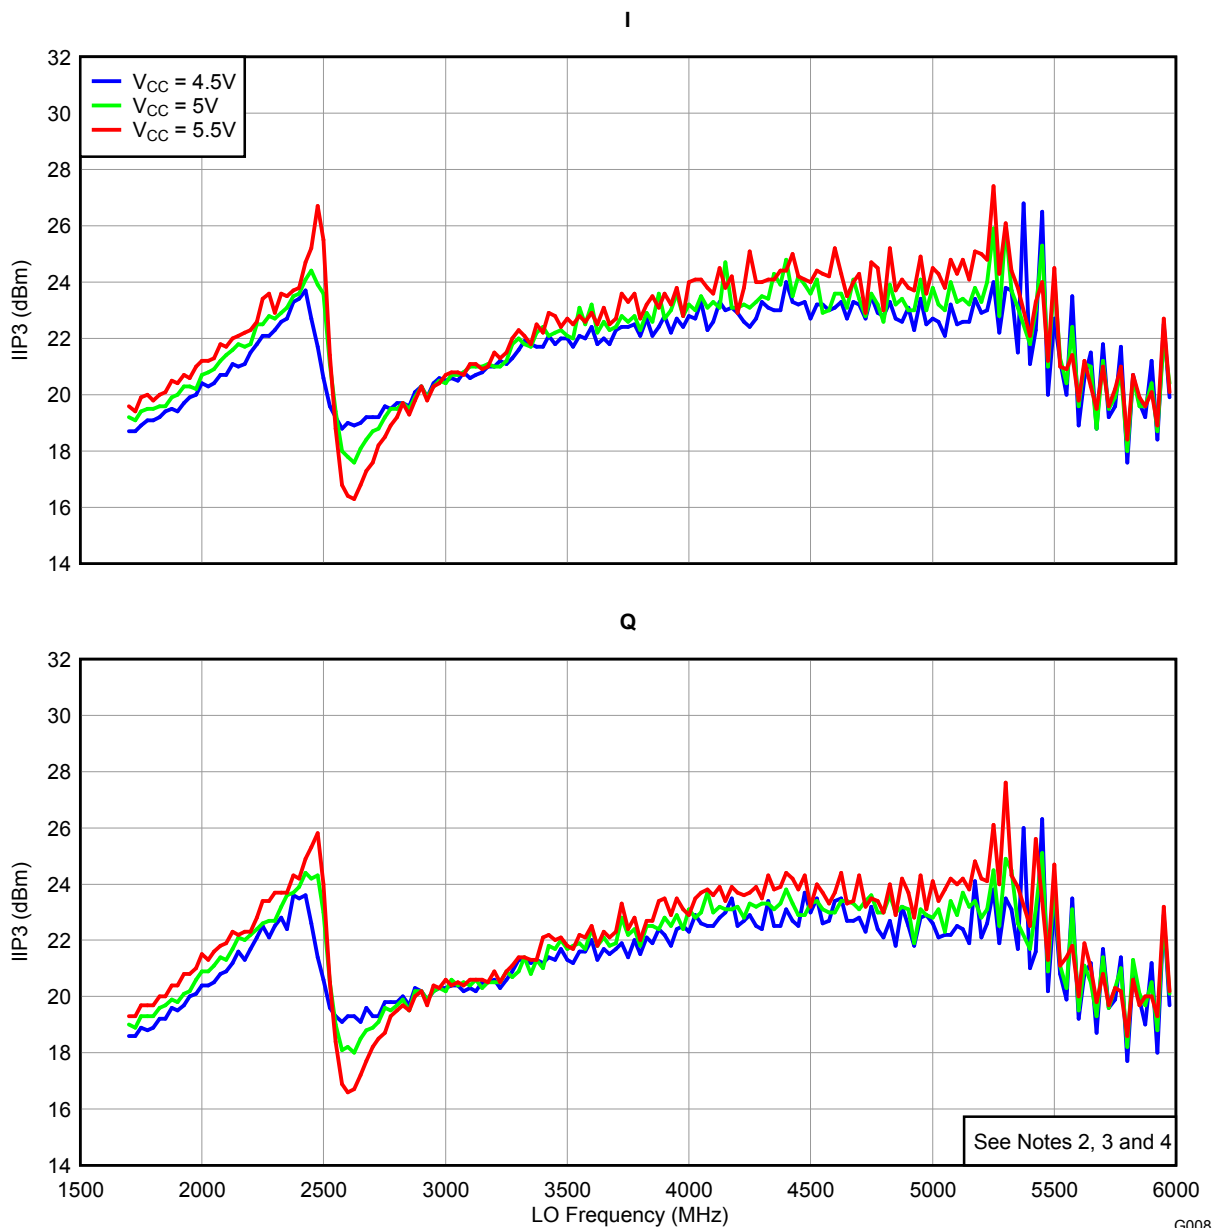 I
32
30
28
26
24
22
20
18
16
14
IIP3 (dBm)
VCC = 4.5V
VCC = 5V
VCC = 5.5V
Q
32
30
28
26
24
22
20
18
16
14
IIP3 (dBm)
See Notes 2, 3 and 4
1500 2000 2500 3000 3500 4000 4500 5000 5500 6000
LO Frequency (MHz)
G008